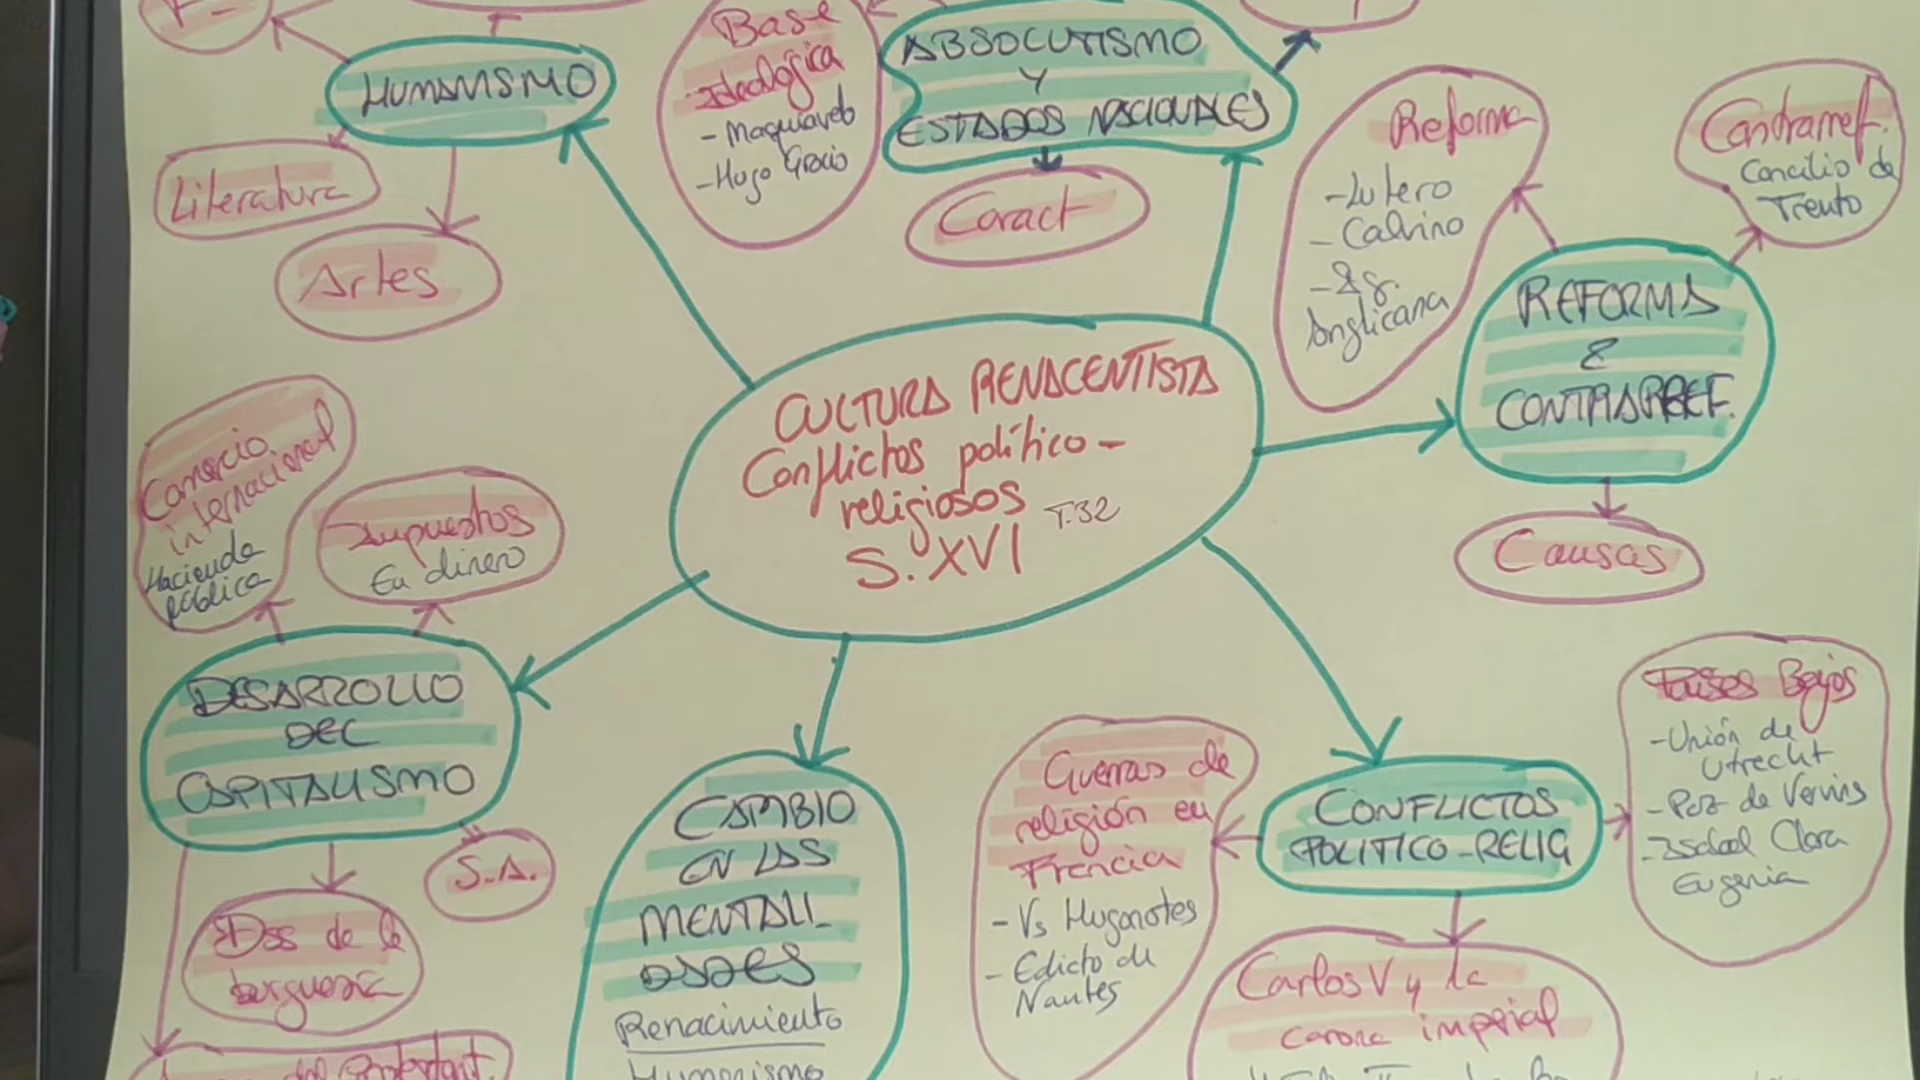 HUMANISMO
Literatura
Artes
Base
Ideológica
- Maquiavelo
- Hugo Grocio
ABSOLUTISMO
Y
ESTADOS NACIONALES
Caract
Reforma
- Lutero
- Calvino
- Ig.
Anglicana
Contrarref.
Concilio de
Trento
REFORMA
&
CONTRARREF.
Causas
CULTURA RENACENTISTA
Conflictos político-
religiosos
S. XVI T.32
Comercio
internacional
Hacienda
pública
Impuestos
En dinero
DESARROLLO
DEL
CAPITALISMO
S.A.
Dss de la
burguesía
CAMBIO
EN LAS
MENTALI_
DADES
Renacimiento
Humanismo
Guerras de
religión en
Francia
- Vs Hugonotes
- Edicto de
Nantes
CONFLICTOS
POLITICO-RELIG
Países Bajos
- Unión de
Utrecht
- Paz de Vervins
- Isabel Clara
Eugenia
Carlos V y la
corona imperial